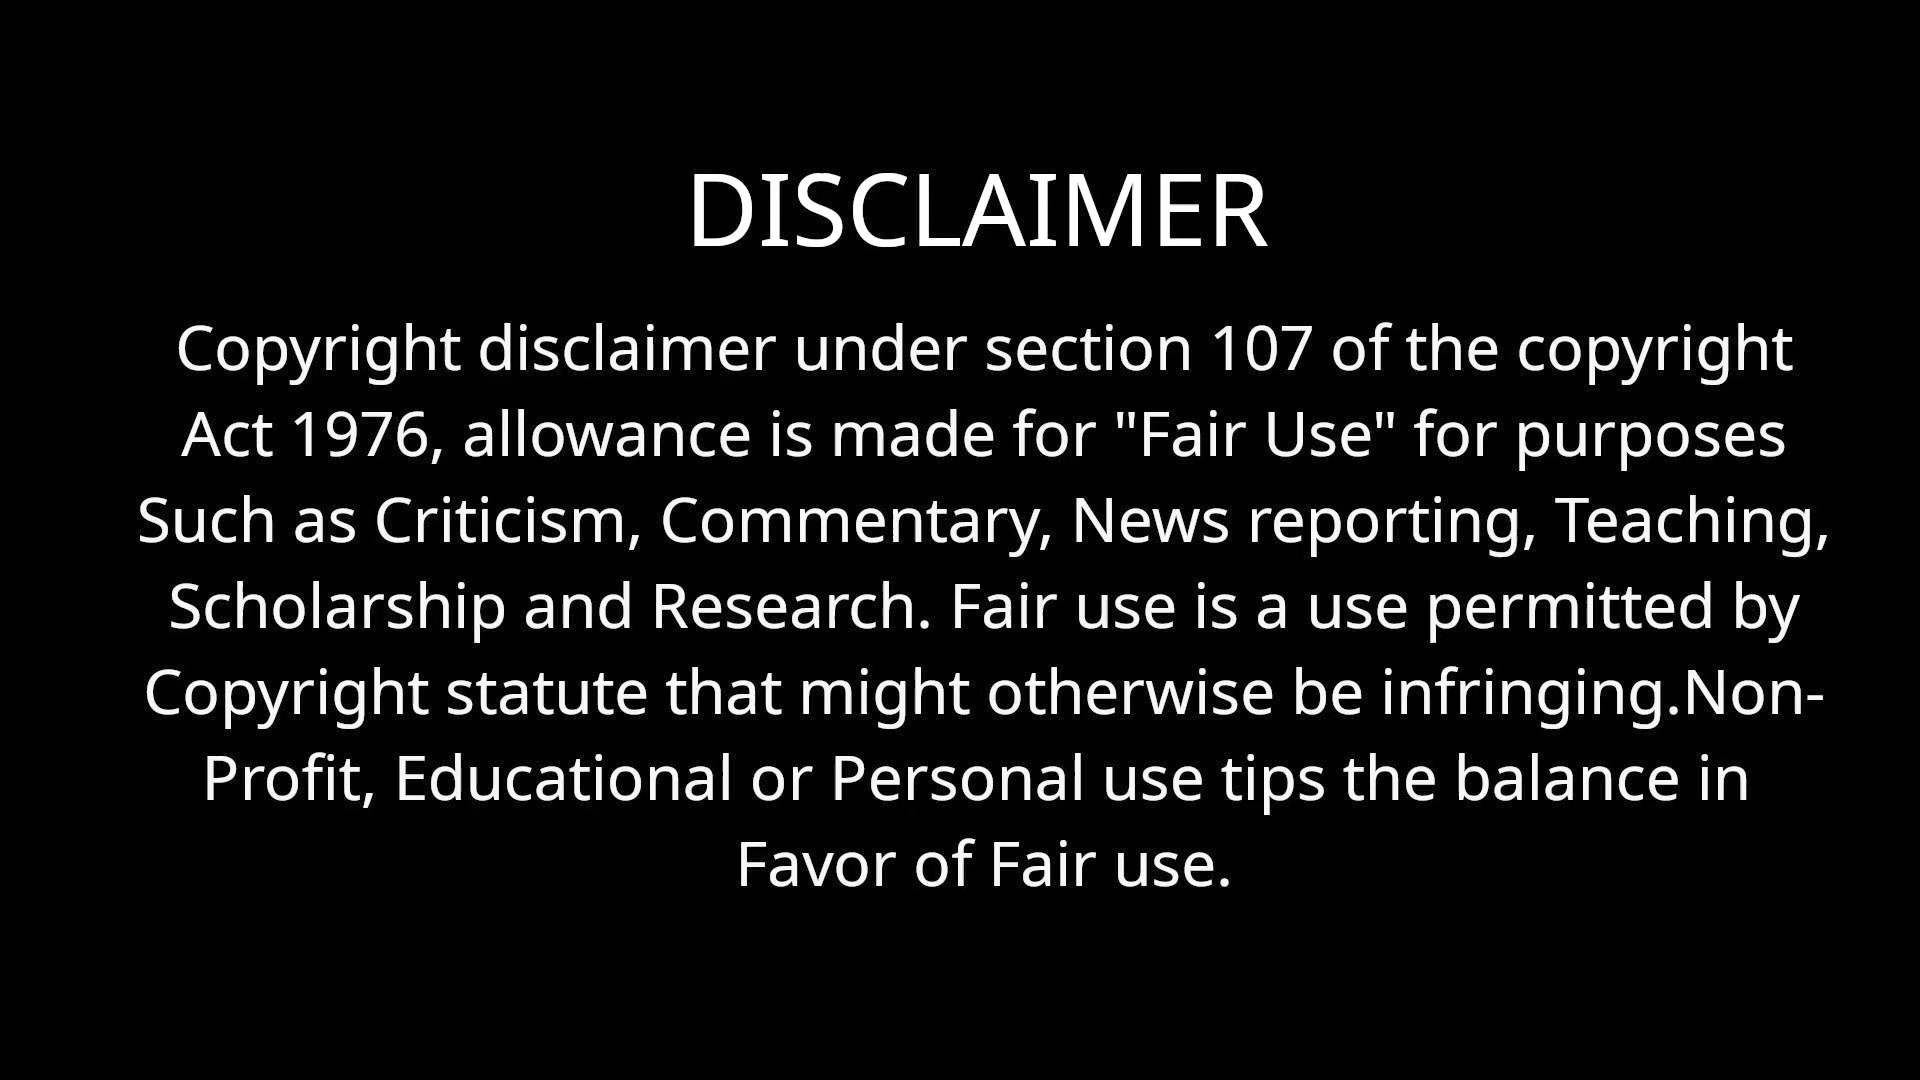 DISCLAIMER
Copyright disclaimer under section 107 of the copyright
Act 1976, allowance is made for "Fair Use" for purposes
Such as Criticism, Commentary, News reporting, Teaching,
Scholarship and Research. Fair use is a use permitted by
Copyright statute that might otherwise be infringing.Non-
Profit, Educational or Personal use tips the balance in
Favor of Fair use.